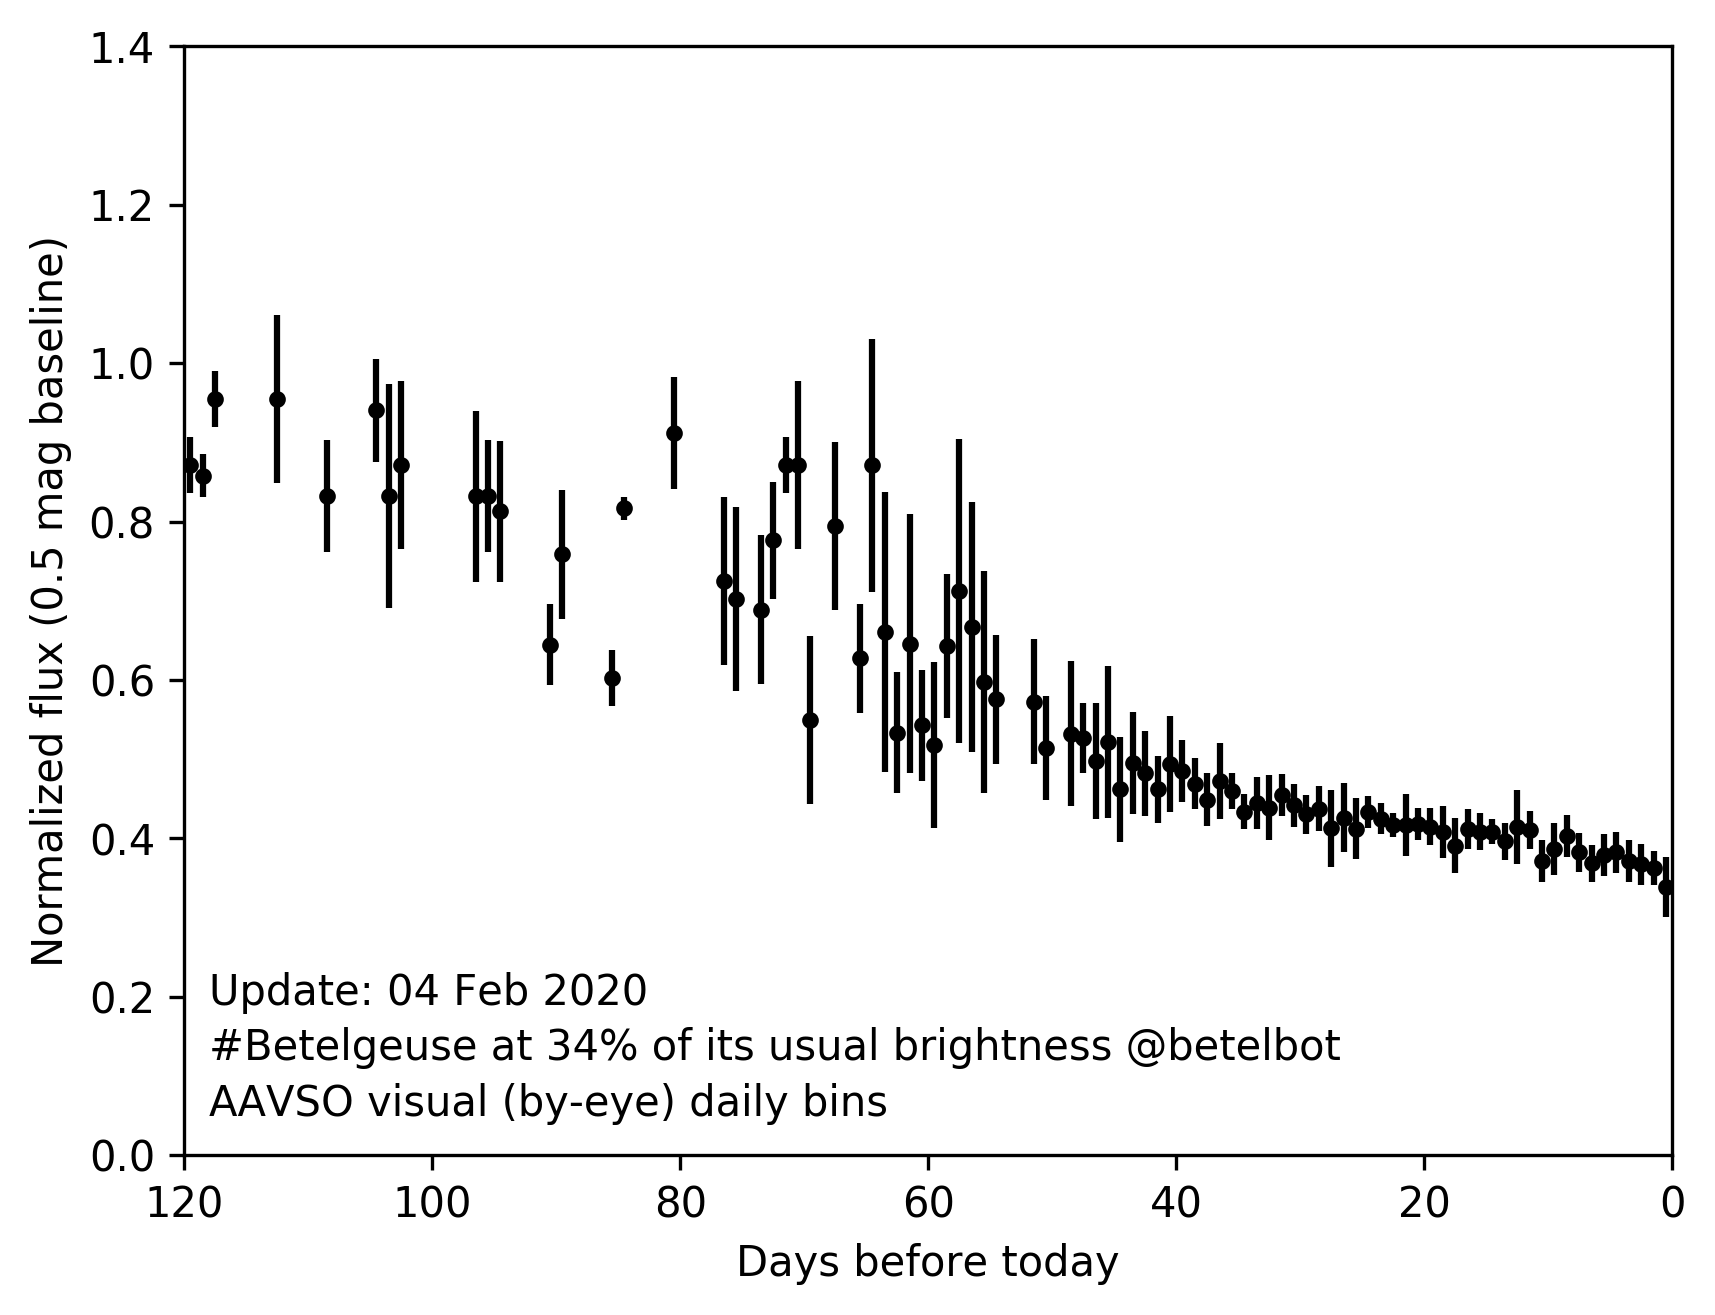 1.4
1.2
1.0
0.8
0.6
0.4
0.2
0.0
Normalized flux (0.5 mag baseline)
Update: 04 Feb 2020
#Betelgeuse at 34% of its usual brightness @betelbot
AAVSO visual (by-eye) daily bins
120 100 80 60 40 20 0
Days before today